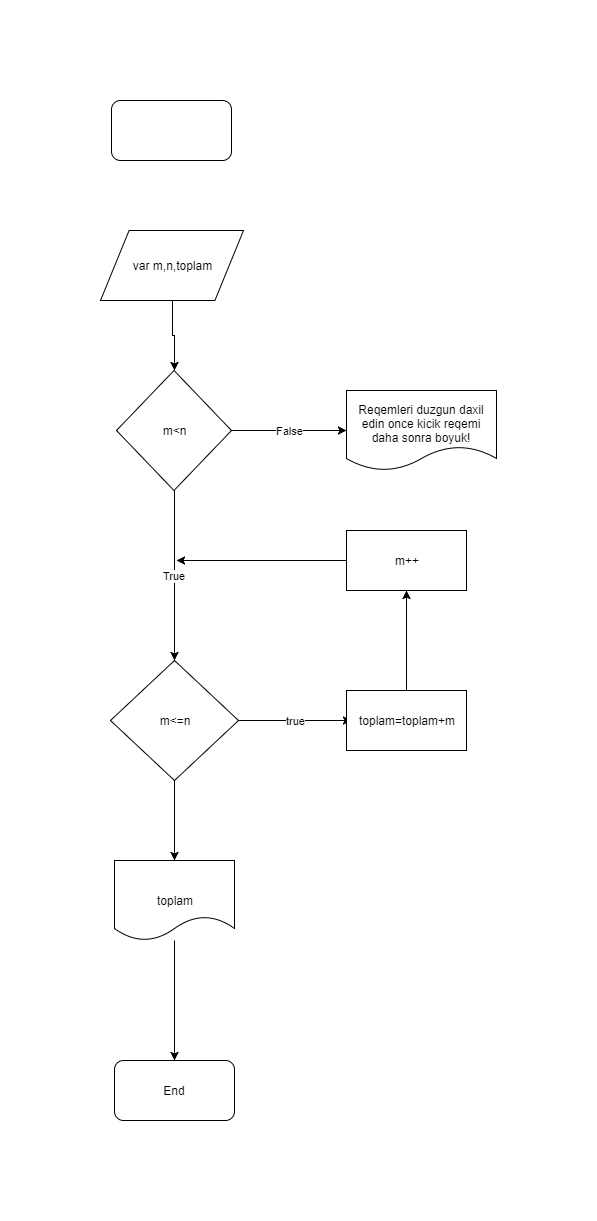 var m,n,toplam
m<n
False
Reqemleri duzgun daxil
edin once kicik reqemi
daha sonra boyuk!
m++
True
m<=n
true
toplam=toplam+m
toplam
End